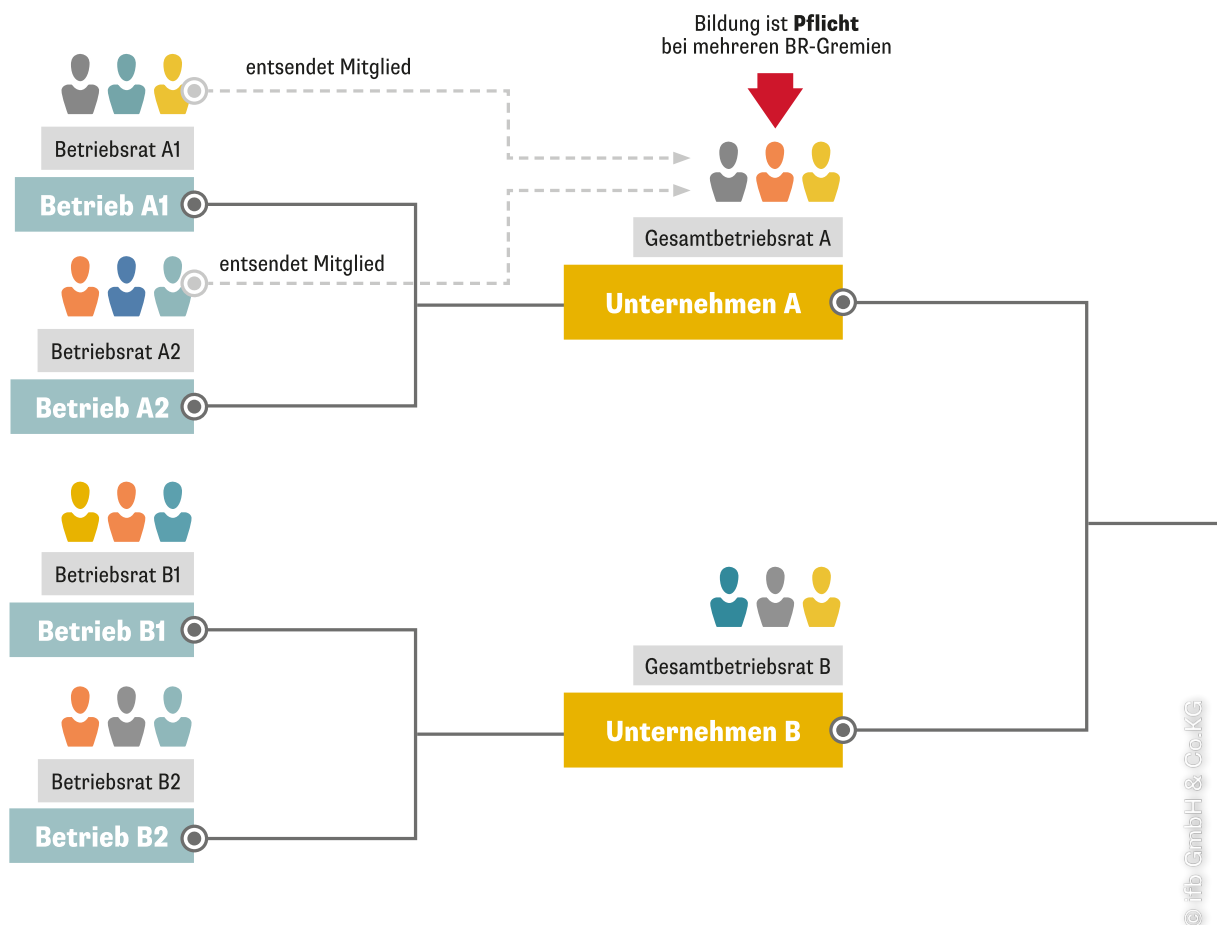 Bildung ist Pflicht
bei mehreren BR-Gremien
entsendet Mitglied
Betriebsrat A1
Betrieb A1
entsendet Mitglied
Betriebsrat A2
Betrieb A2
Gesamtbetriebsrat A
Unternehmen A
Betriebsrat B1
Betrieb B1
Betriebsrat B2
Betrieb B2
Gesamtbetriebsrat B
Unternehmen B
© ifb GmbH & Co.KG